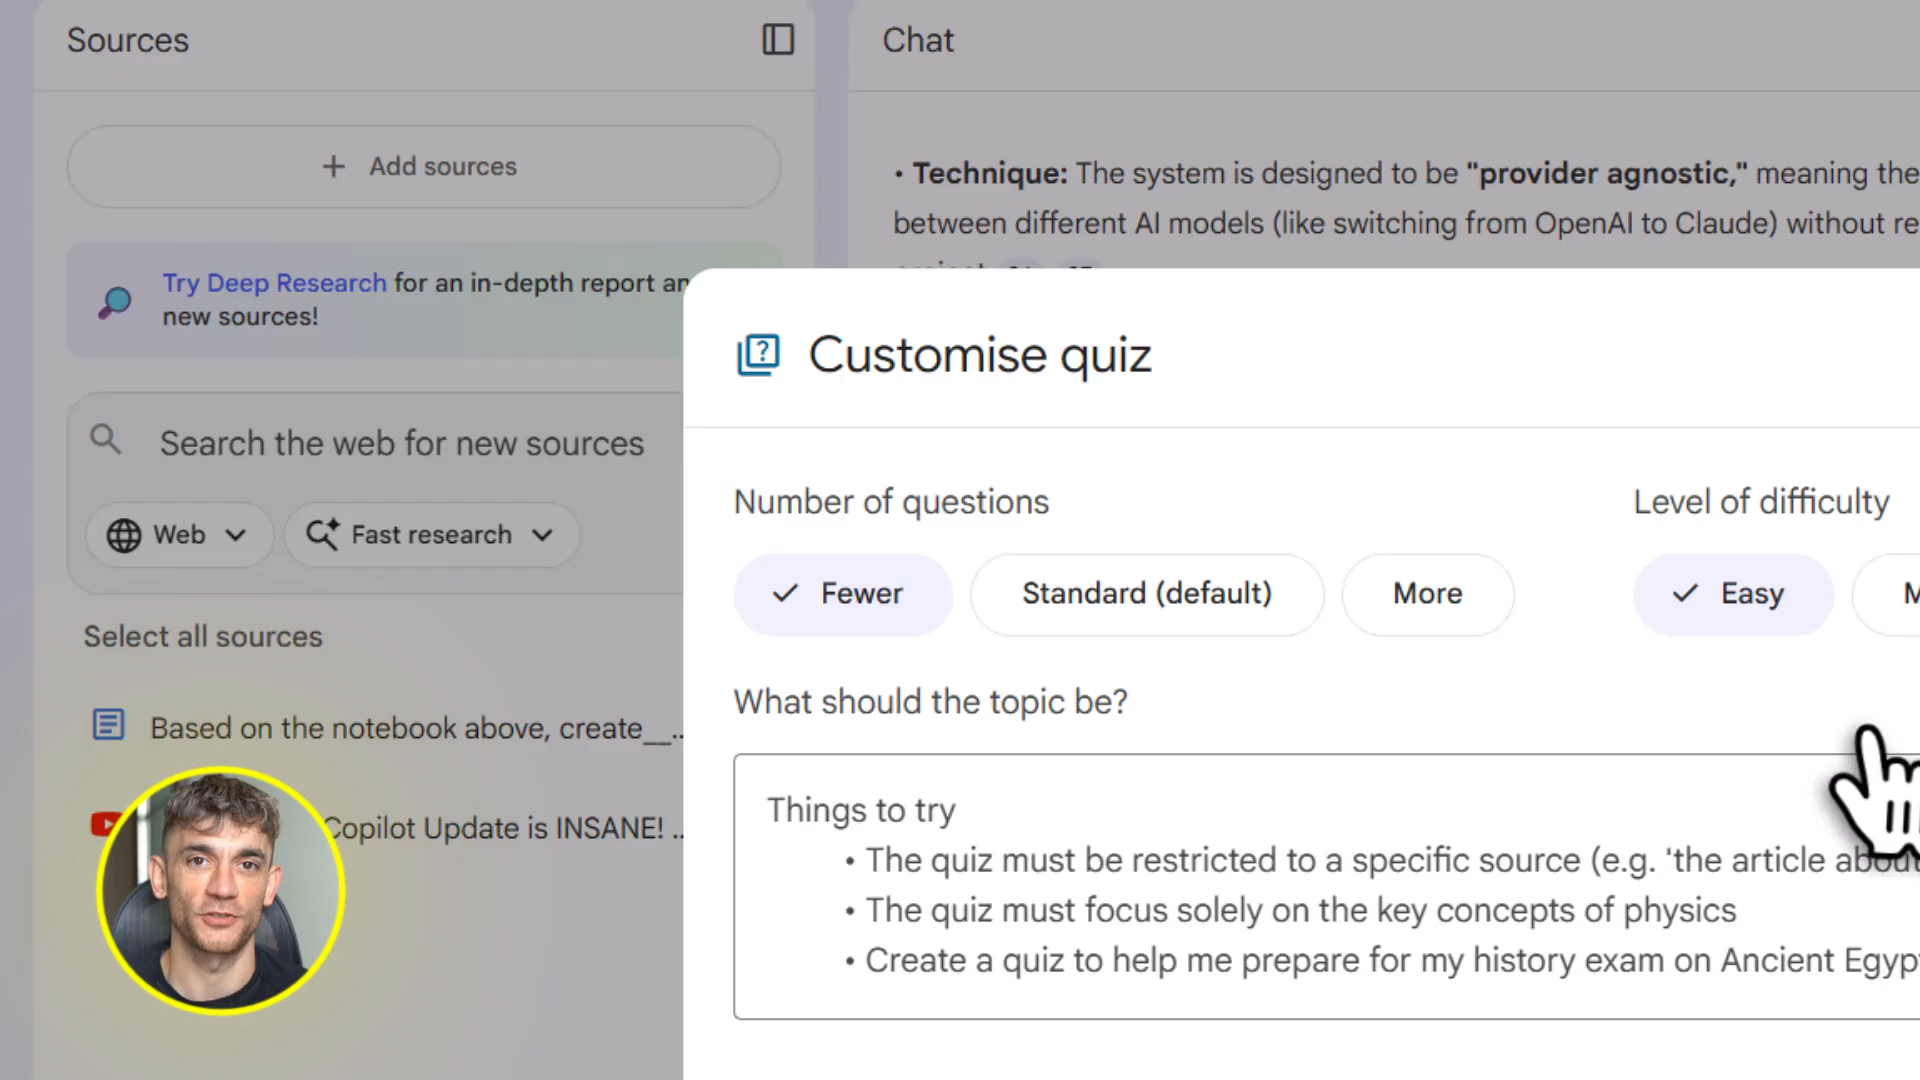 Sources
Chat
Add sources
Try Deep Research for an in-depth report
new sources!
Search the web for new sources
Web
Fast research
Select all sources
Based on the notebook above, create__...
Copilot Update is INSANE! ...
• Technique: The system is designed to be "provider agnostic," meaning the
between different AI models (like switching from OpenAI to Claude) without
Customise quiz
Number of questions
Fewer
Standard (default)
More
Level of difficulty
Easy
What should the topic be?
Things to try
• The quiz must be restricted to a specific source (e.g. 'the article about
• The quiz must focus solely on the key concepts of physics
• Create a quiz to help me prepare for my history exam on Ancient